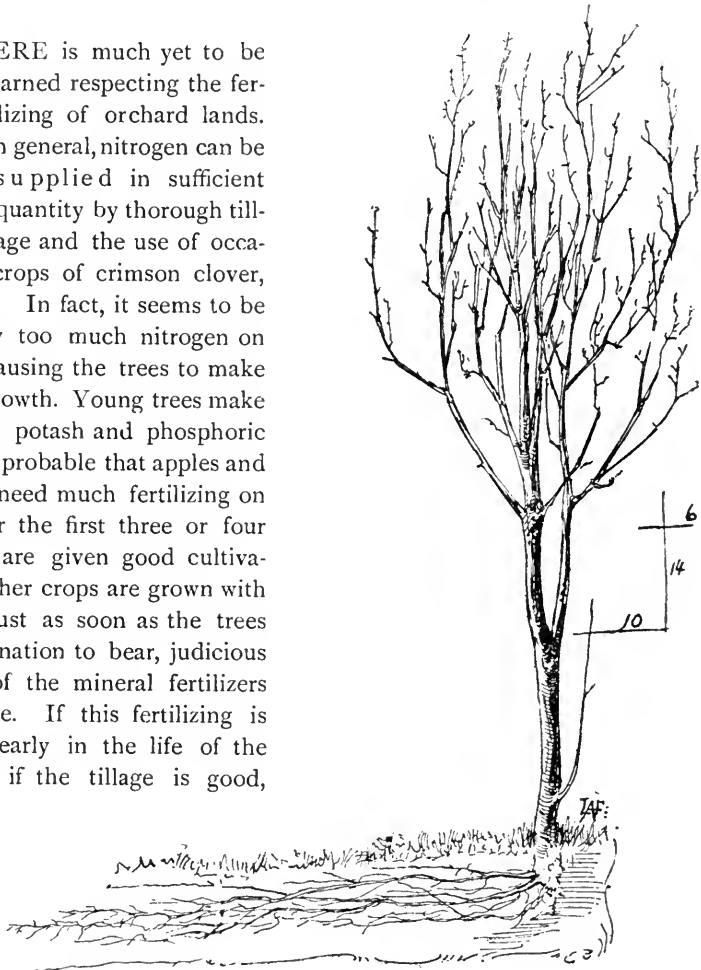 ERE is much yet to be
arned respecting the fer-
lizing of orchard lands.
n general, nitrogen can be
supplied in sufficient
quantity by thorough till-
age and the use of occa-
crops of crimson clover,
In fact, it seems to be
too much nitrogen on
ausing the trees to make
owth. Young trees make
potash and phosphoric
probable that apples and
need much fertilizing on
r the first three or four
are given good cultiva-
her crops are grown with
ust as soon as the trees
nation to bear, judicious
of the mineral fertilizers
e. If this fertilizing is
early in the life of the
if the tillage is good,
6
14
10